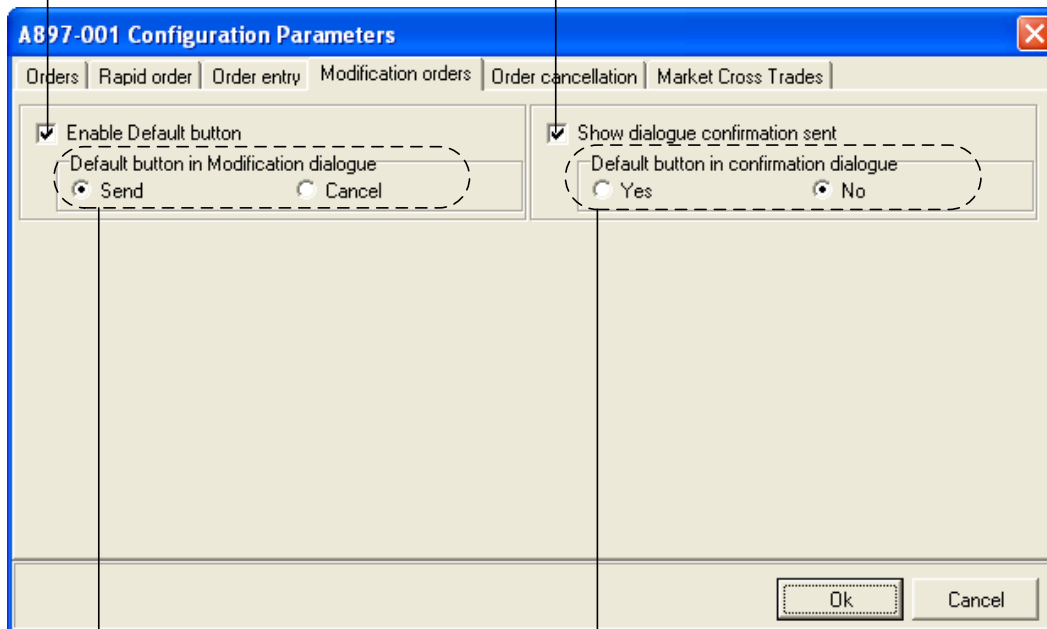 A897-001 Configuration Parameters
Orders Rapid order Order entry Modification orders Order cancellation Market Cross Trades
Enable Default button
Default button in Modification dialogue
Send Cancel
Show dialogue confirmation sent
Default button in confirmation dialogue
Yes No
Ok Cancel